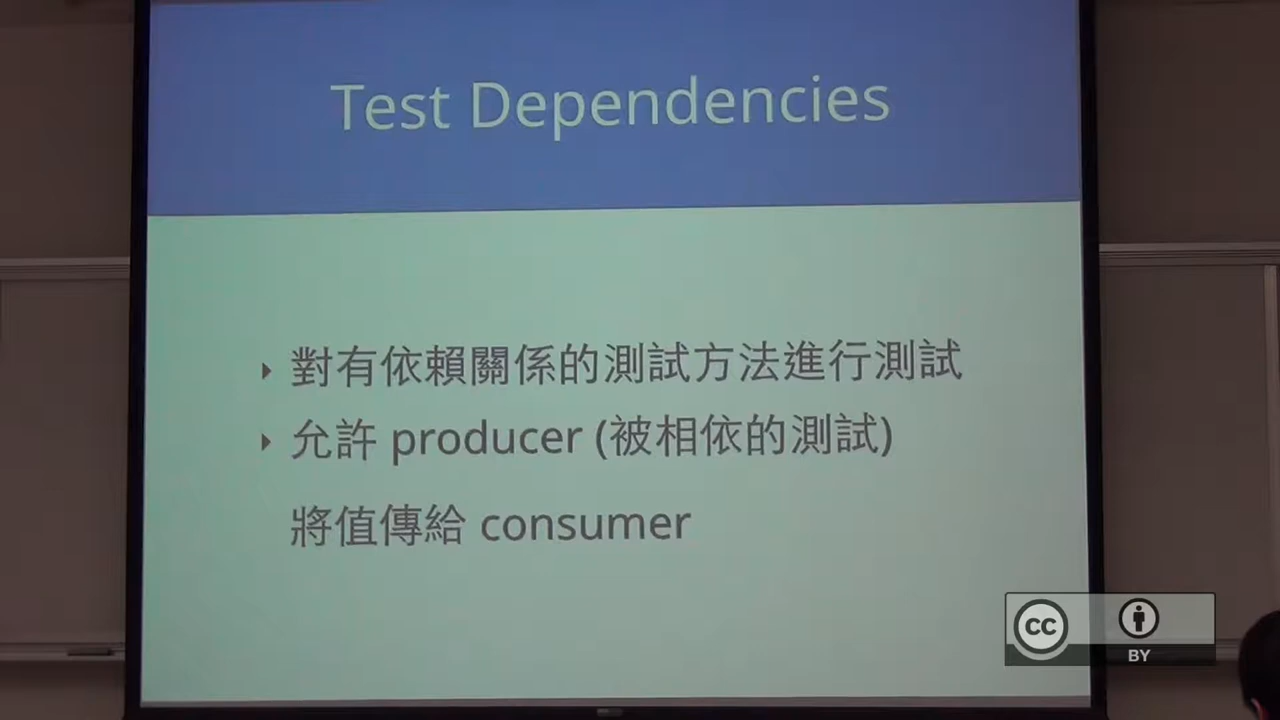 Test Dependencies
對有依賴關係的測試方法進行測試
允許 producer (被相依的測試)
將值傳給 consumer
CC
BY